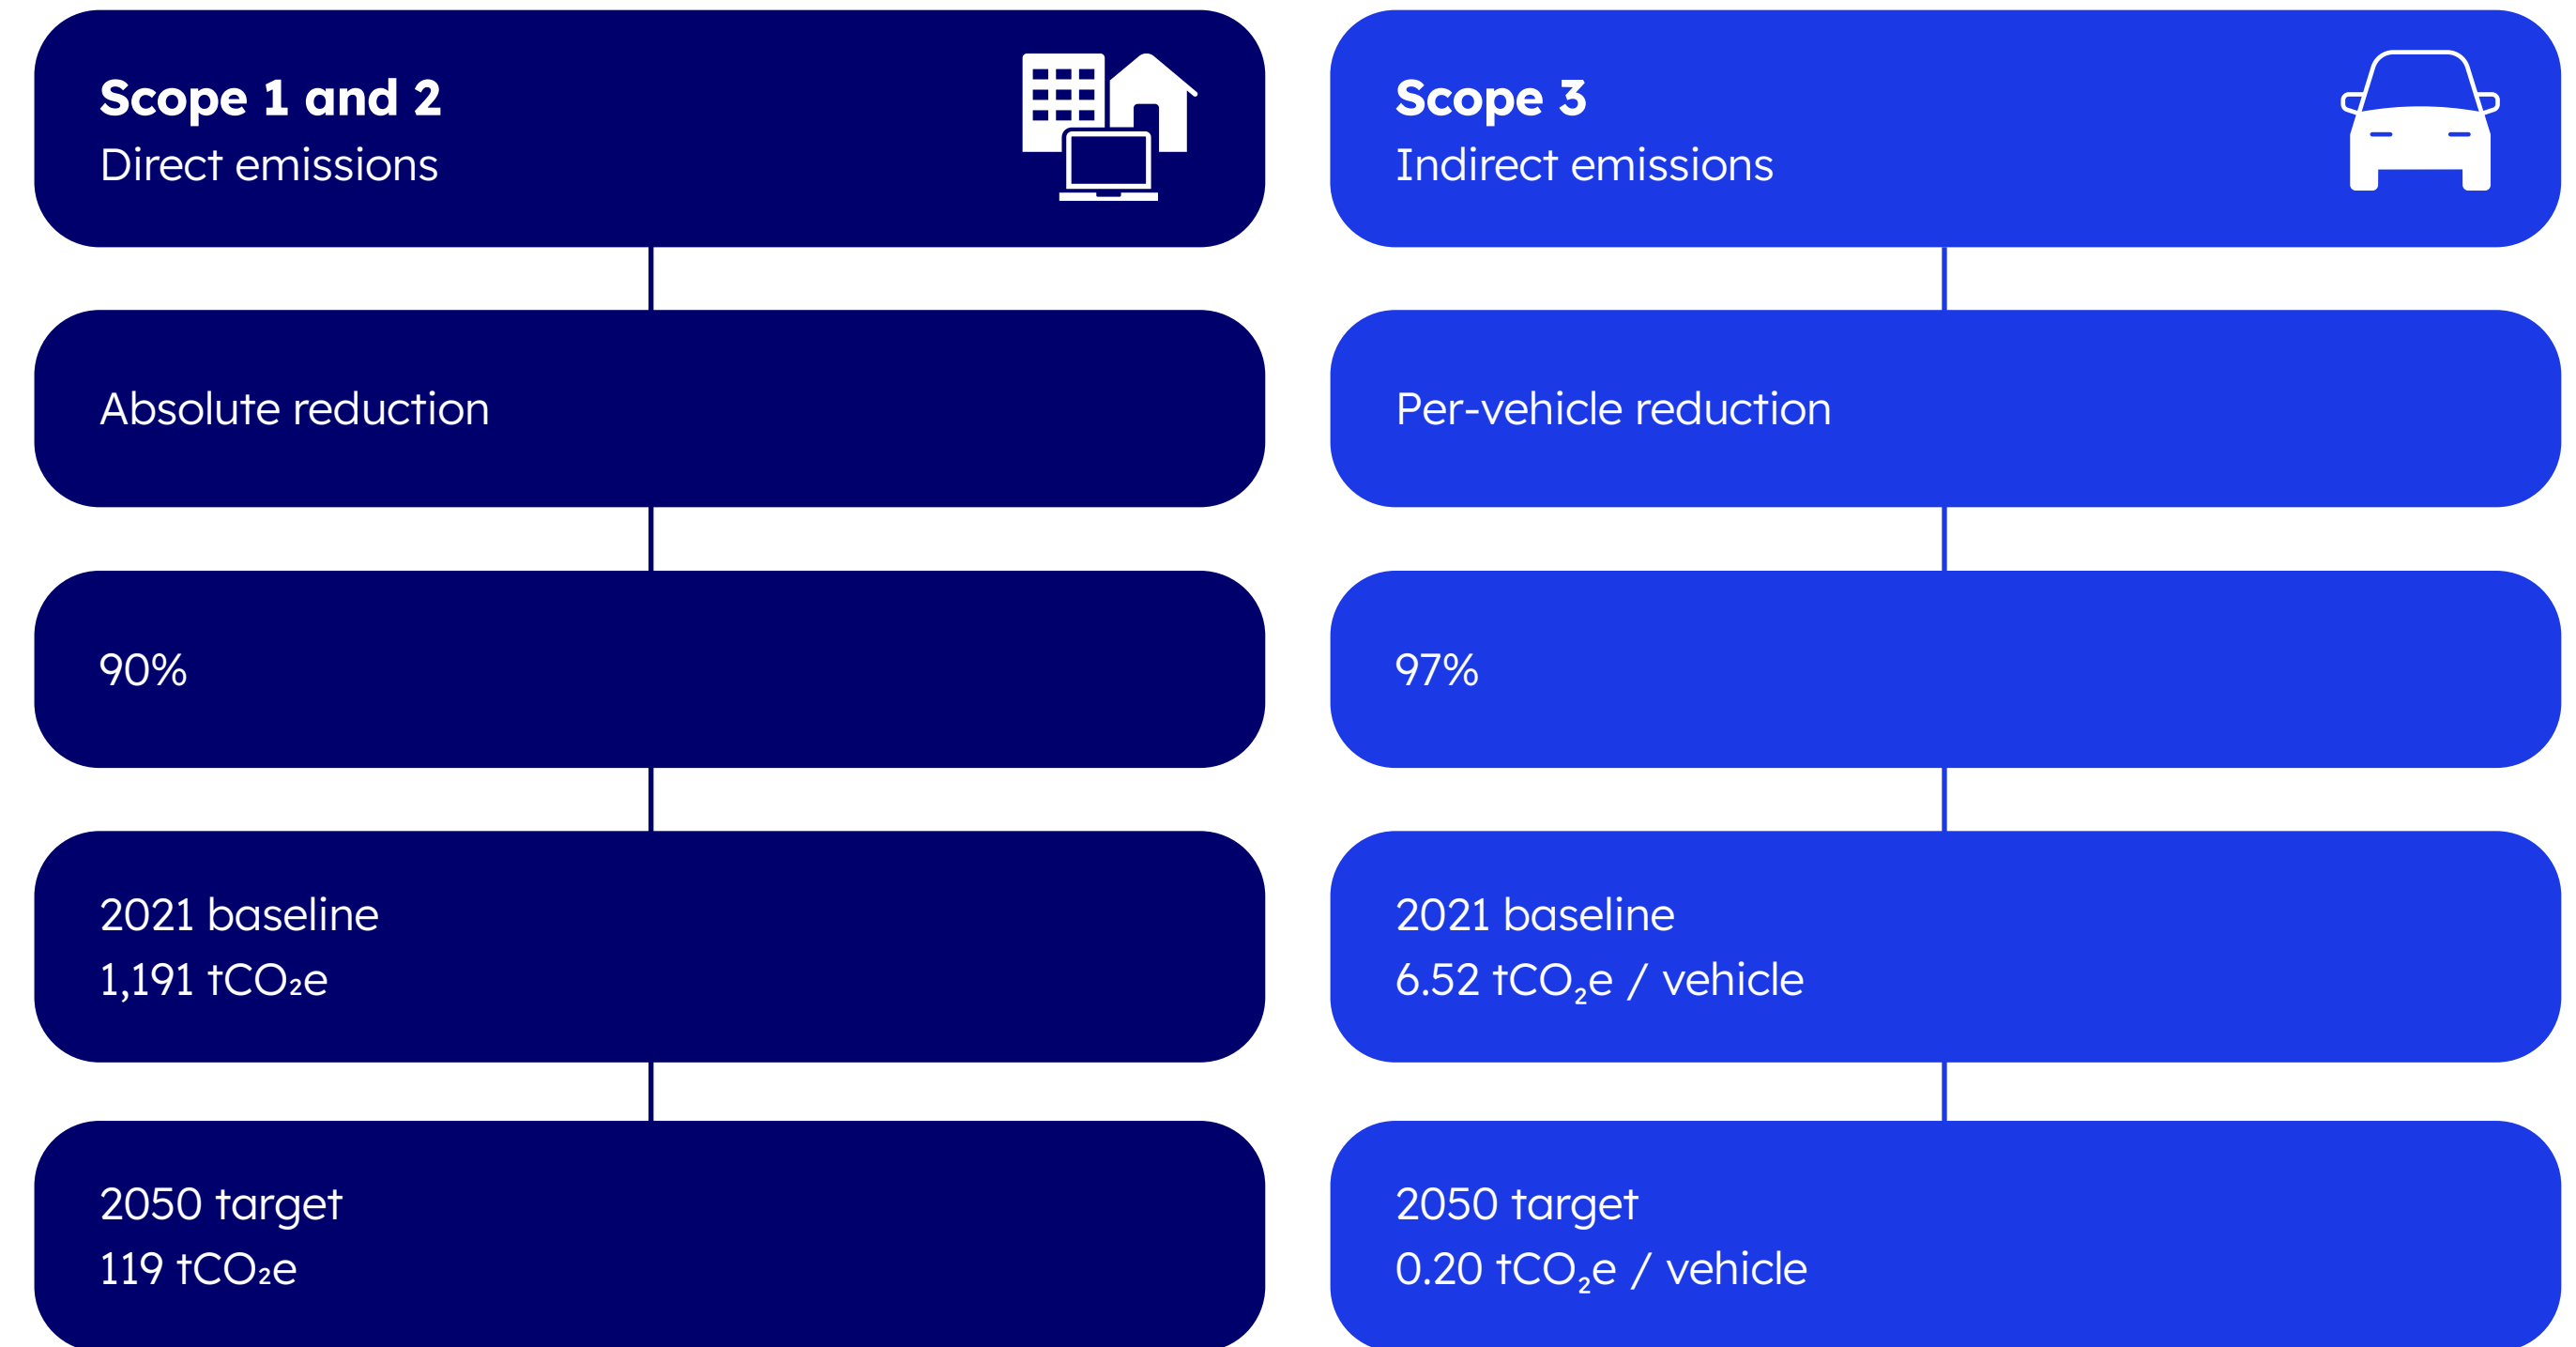 Scope 1 and 2
Direct emissions
Absolute reduction
90%
2021 baseline
1,191 tCO₂e
2050 target
119 tCO₂e
Scope 3
Indirect emissions
Per-vehicle reduction
97%
2021 baseline
6.52 tCO₂e / vehicle
2050 target
0.20 tCO₂e / vehicle